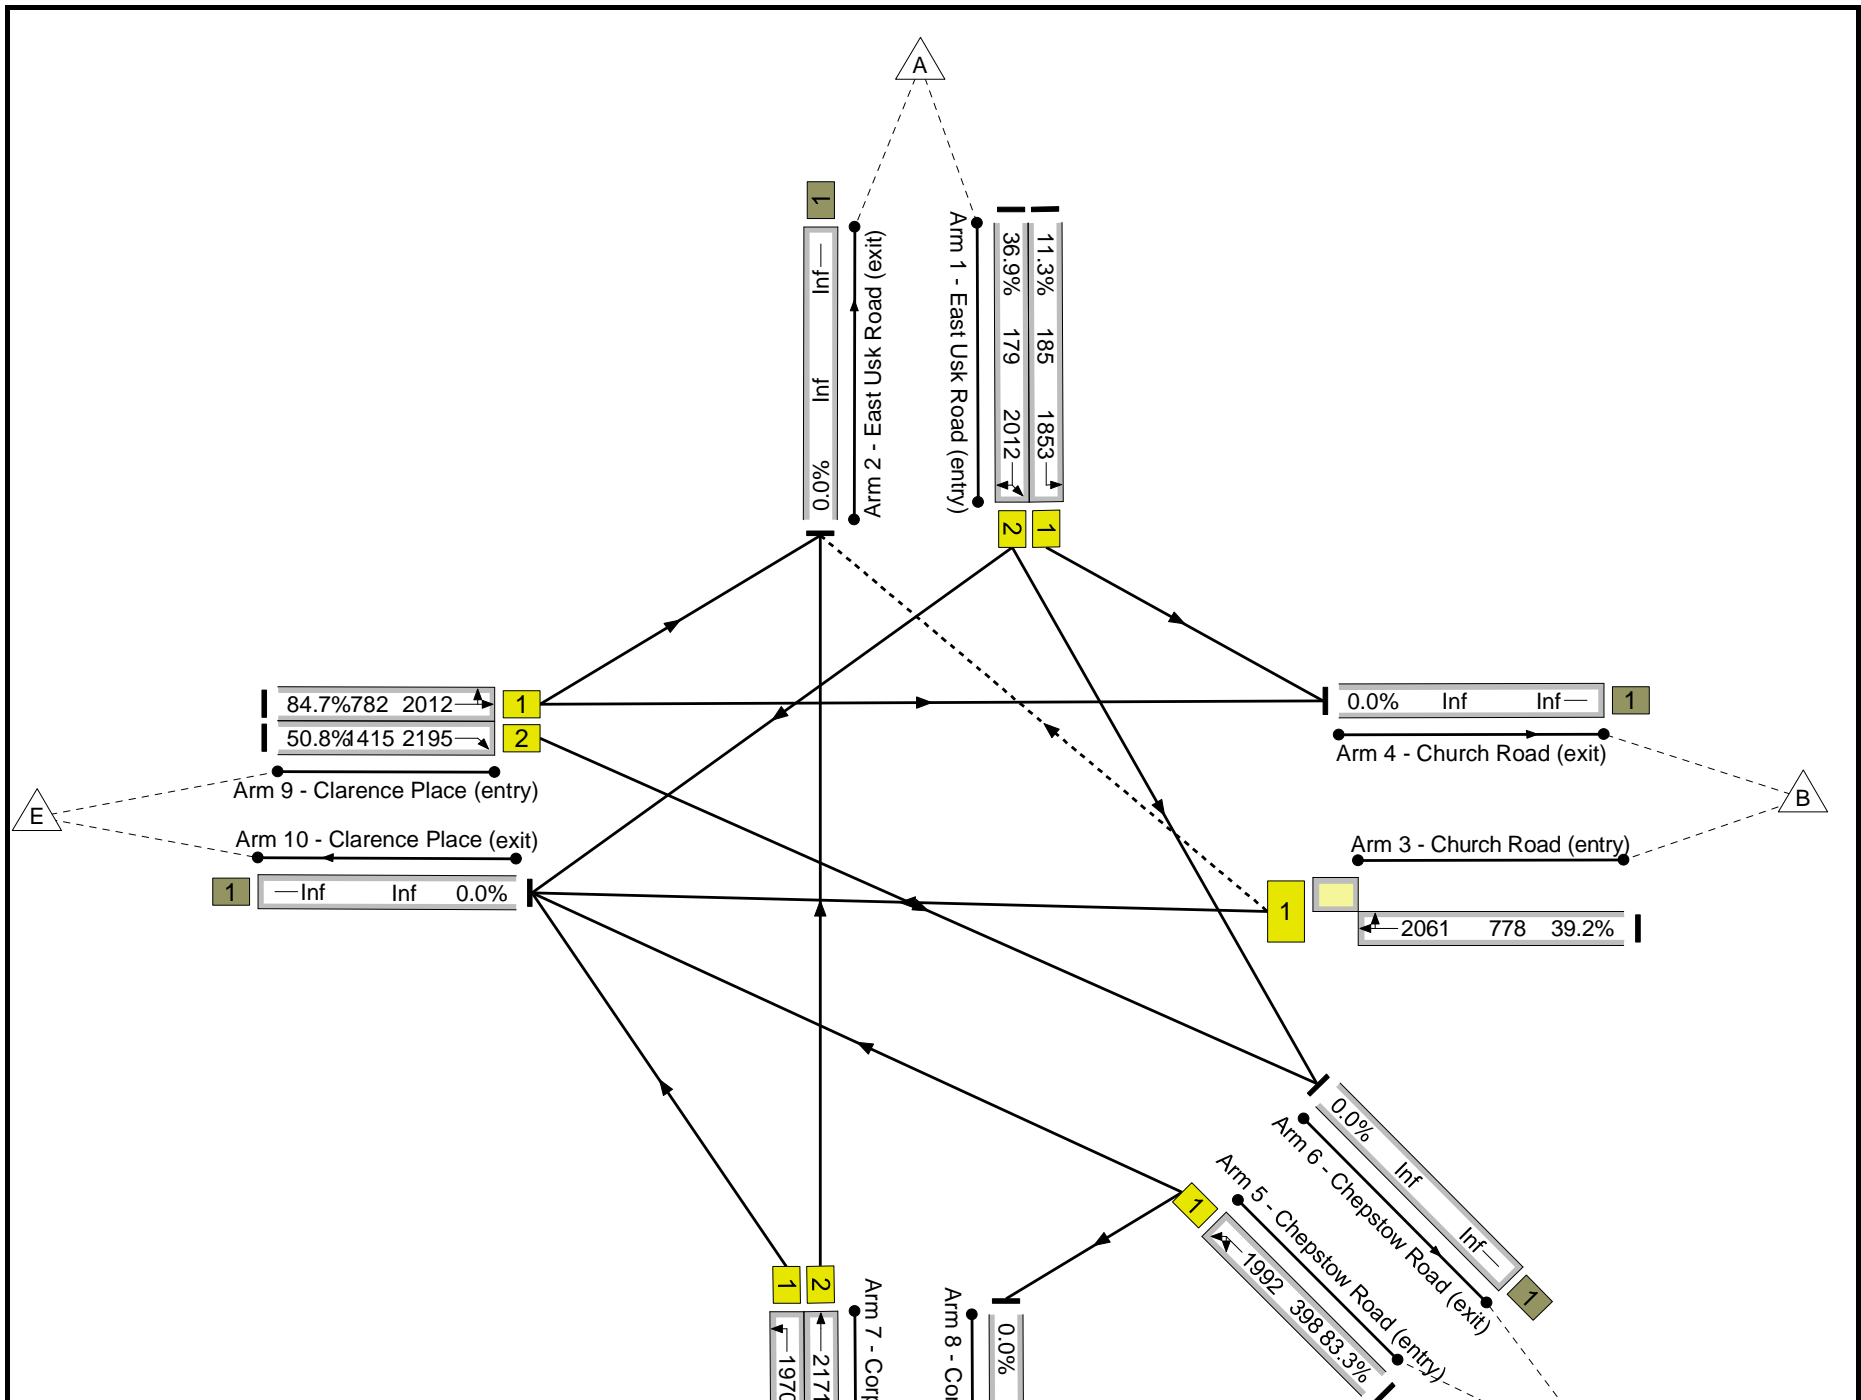 A
1
Inf Inf 0.0%
Arm 2 - East Usk Road (exit)
Arm 1 - East Usk Road (entry)
36.9% 179 2012
11.3% 185 1853
2 1
84.7% 782 2012 1
50.8% 1415 2195 2
Arm 9 - Clarence Place (entry)
E
Arm 10 - Clarence Place (exit)
1 Inf Inf 0.0%
0.0% Inf Inf 1
Arm 4 - Church Road (exit)
B
Arm 3 - Church Road (entry)
1 2061 778 39.2%
0.0% Inf Inf 1
Arm 6 - Chepstow Road (exit)
Arm 5 - Chepstow Road (entry)
1 1992 398 83.3%
1 2
1970
2171
Arm 7 - Corp
Arm 8 - Cor
0.0%